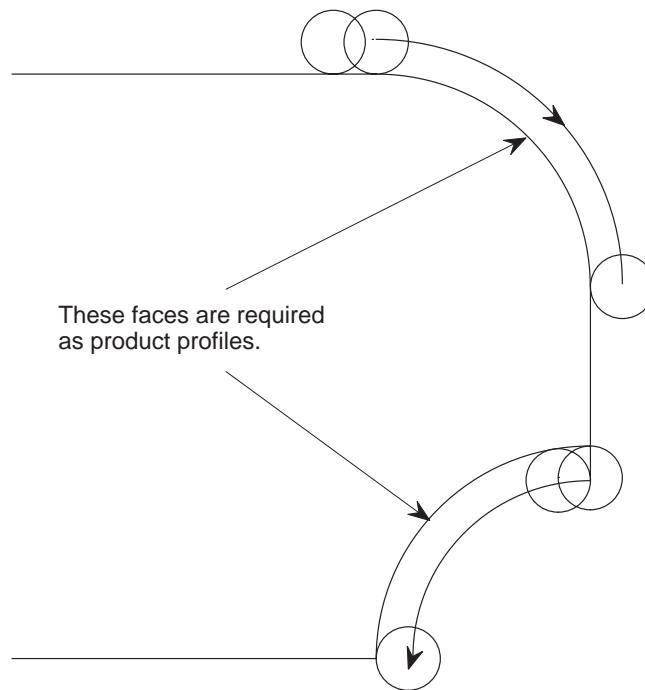 These faces are required
as product profiles.